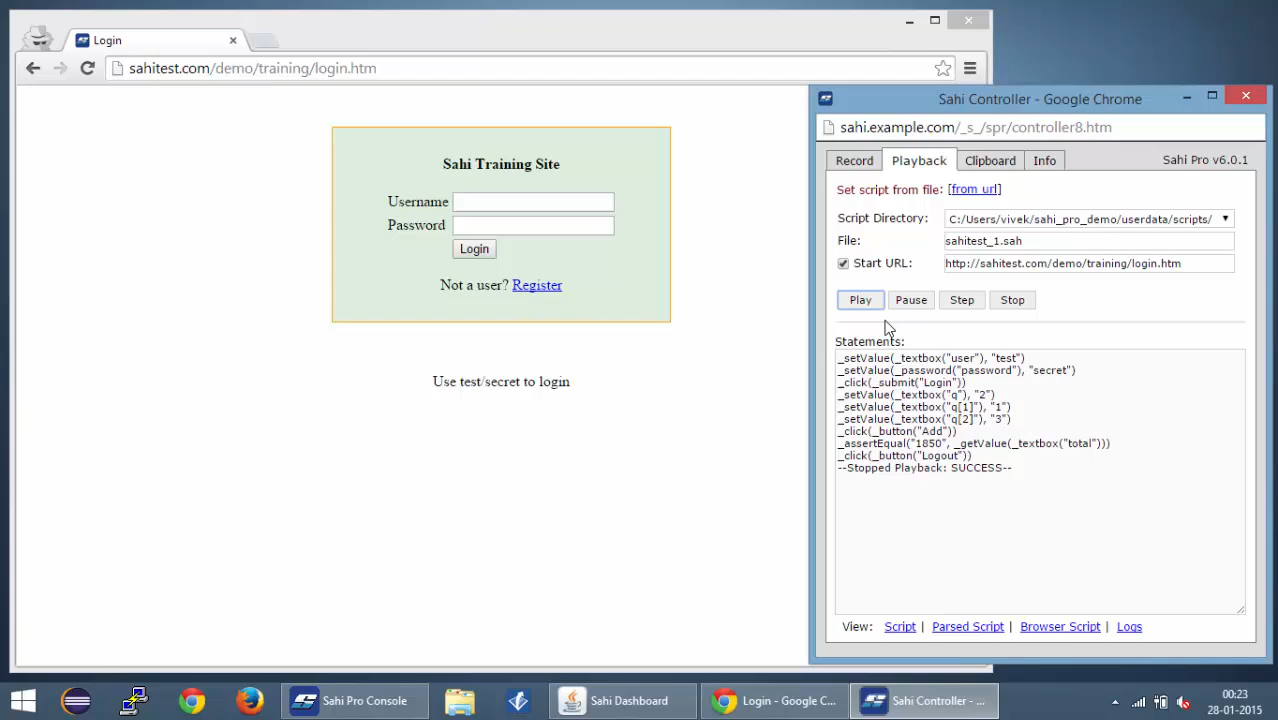 Login
sahitest.com/demo/training/login.htm
Sahi Training Site
Username
Password
Login
Not a user? Register
Use test/secret to login
Sahi Controller - Google Chrome
sahi.example.com/_s_/spr/controller8.htm
Record Playback Clipboard Info Sahi Pro v6.0.1
Set script from file: [from url]
Script Directory: C:/Users/vivek/sahi_pro_demo/userdata/scripts/
File: sahitest_1.sah
Start URL: http://sahitest.com/demo/training/login.htm
Play Pause Step Stop
Statements:
_setValue(_textbox("user"), "test")
_setValue(_password("password"), "secret")
_click(_submit("Login"))
_setValue(_textbox("q"), "2")
_setValue(_textbox("q[1]"), "1")
_setValue(_textbox("q[2]"), "3")
_click(_button("Add"))
_assertEqual("1850", _getValue(_textbox("total")))
_click(_button("Logout"))
--Stopped Playback: SUCCESS--
View: Script | Parsed Script | Browser Script | Logs
Sahi Pro Console Sahi Dashboard Login - Google C... Sahi Controller - ...
00:23
28-01-2015